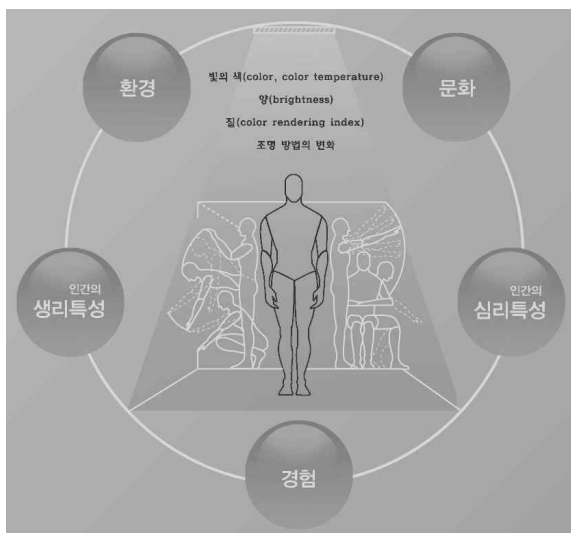 환경
문화
빛의 색(color, color temperature)
양(brightness)
질(color rendering index)
조명 방법의 변화
인간의
생리특성
인간의
심리특성
경험